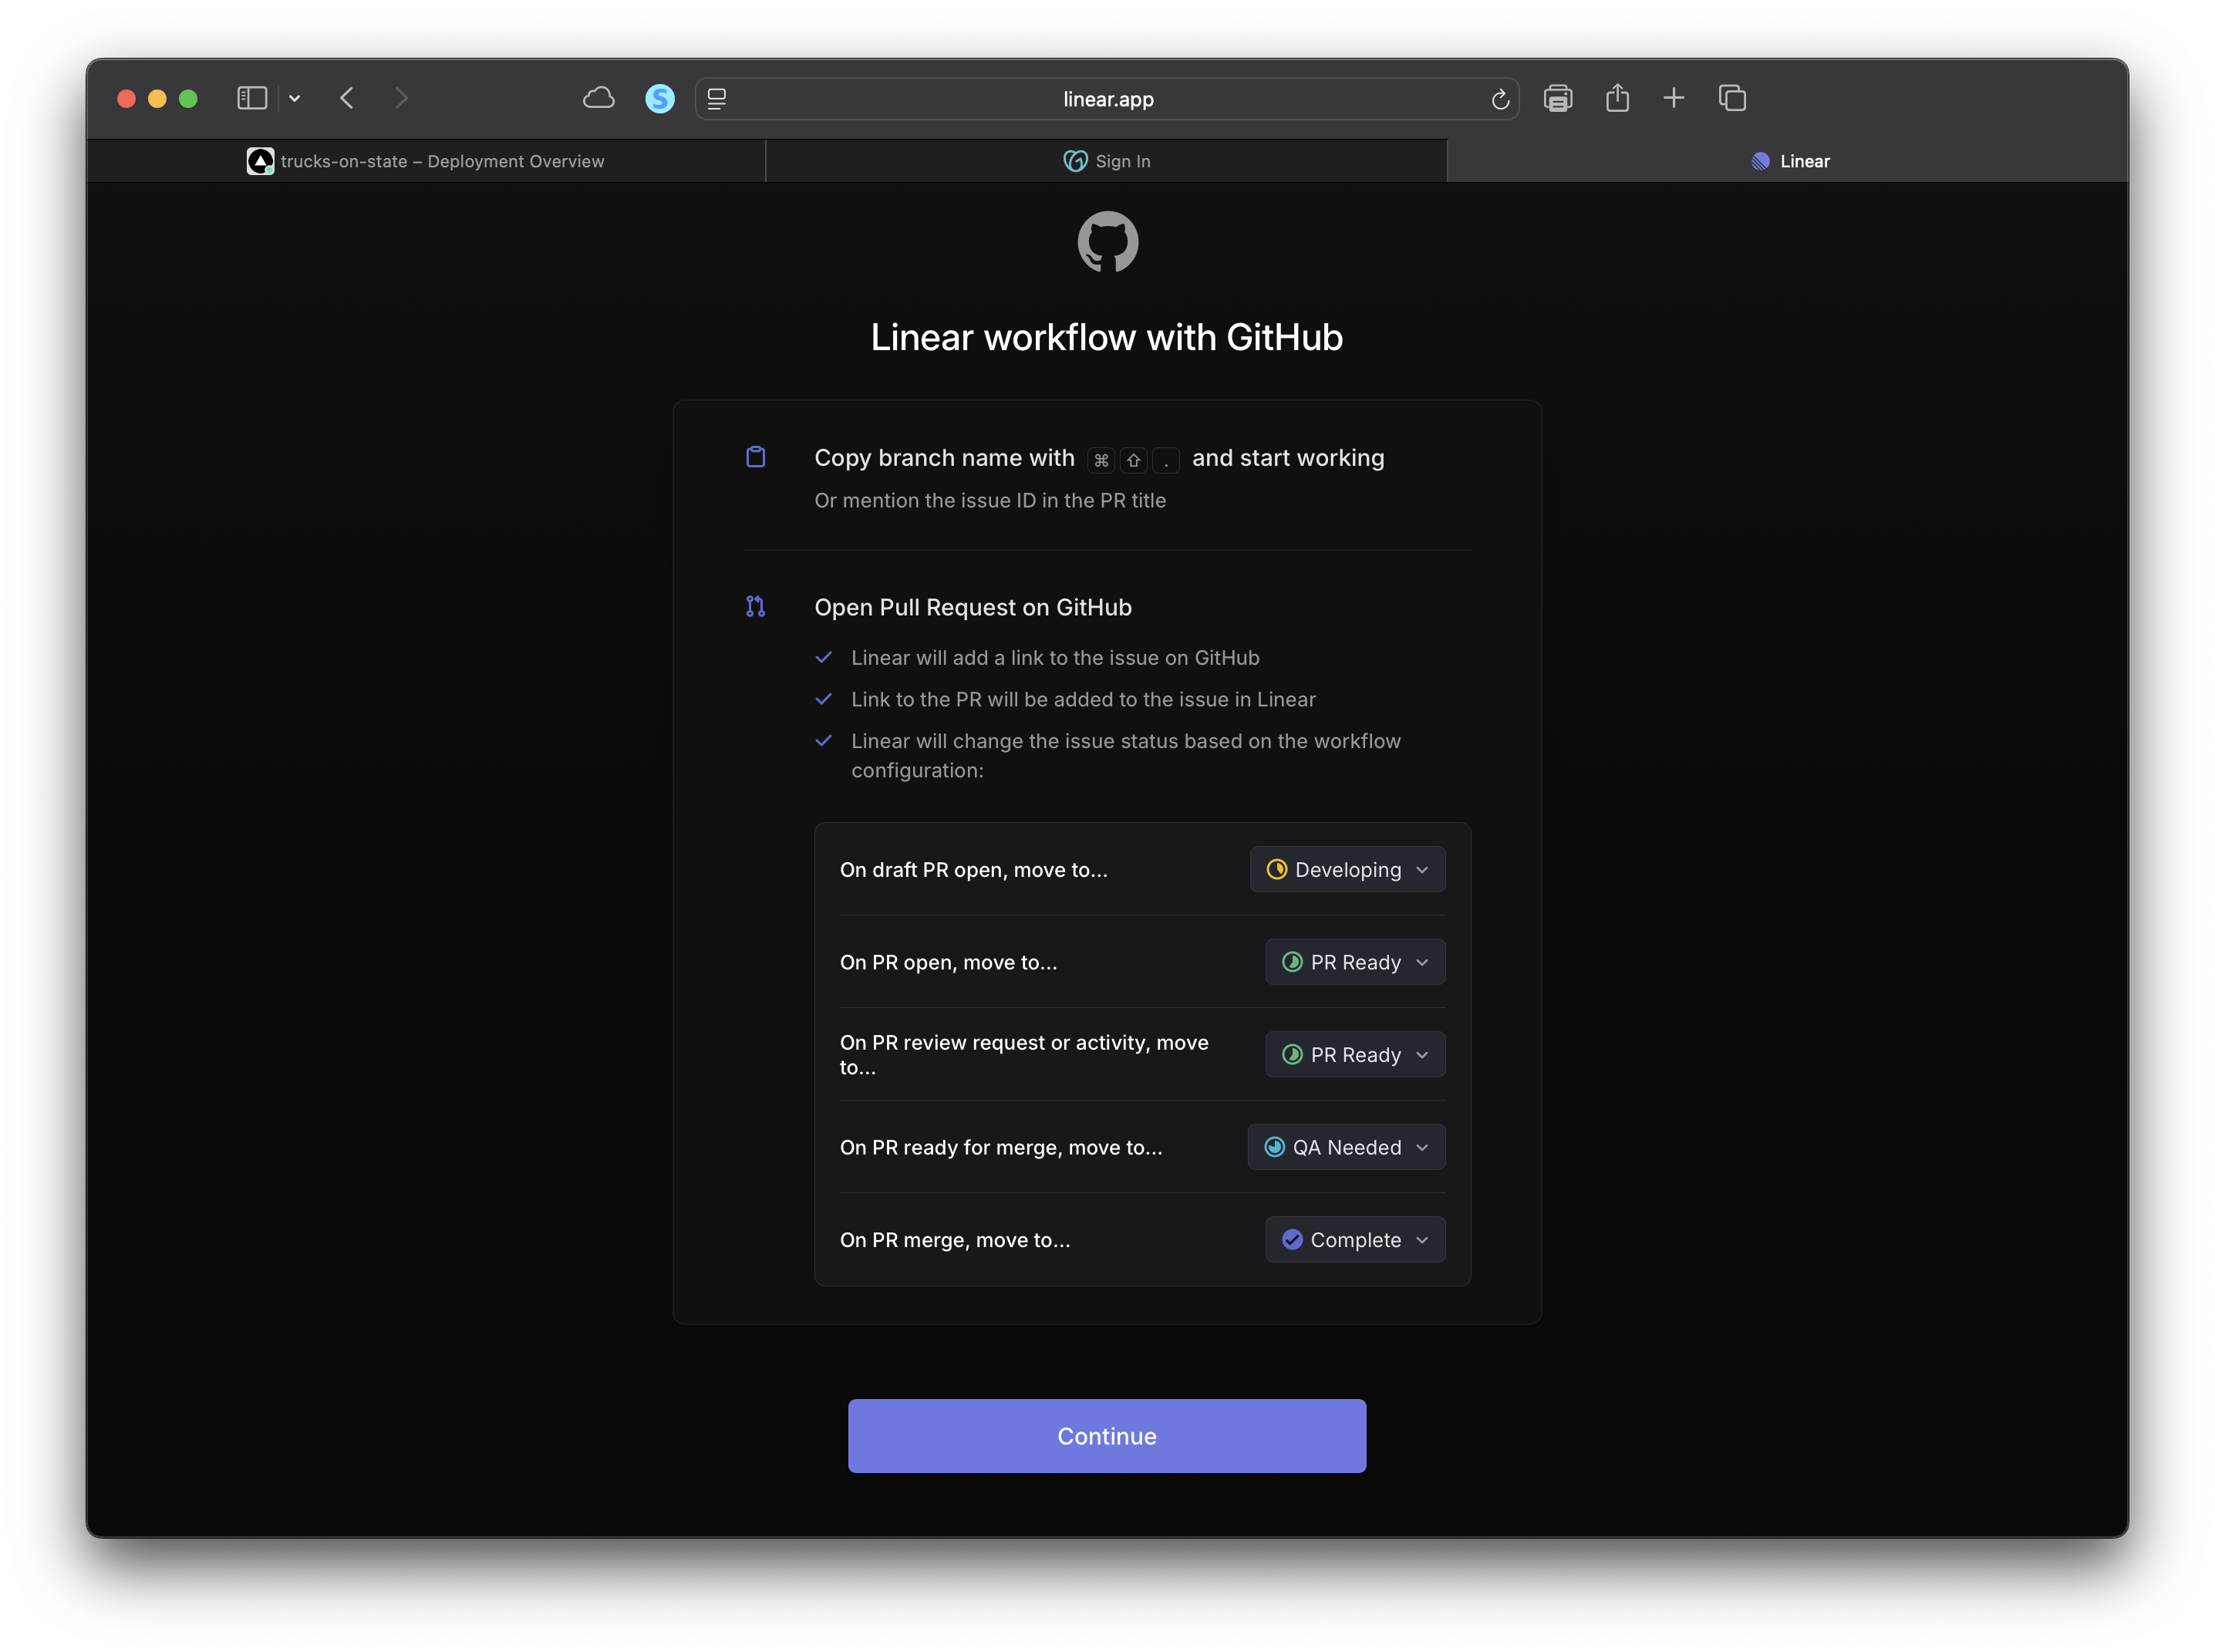 linear.app
trucks-on-state – Deployment Overview
Sign In
Linear
Linear workflow with GitHub
Copy branch name with ⌘ ⇧ . and start working
Or mention the issue ID in the PR title
Open Pull Request on GitHub
Linear will add a link to the issue on GitHub
Link to the PR will be added to the issue in Linear
Linear will change the issue status based on the workflow
configuration:
On draft PR open, move to...
Developing
On PR open, move to...
PR Ready
On PR review request or activity, move
to...
PR Ready
On PR ready for merge, move to...
QA Needed
On PR merge, move to...
Complete
Continue